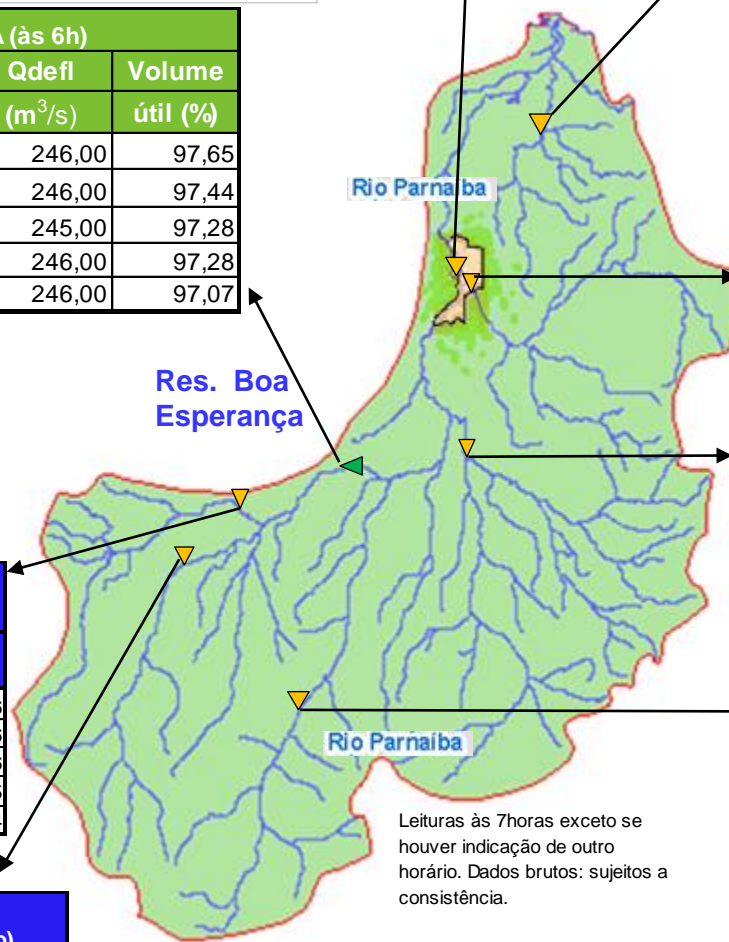 A (às 6h)
Qdefl Volume
(m³/s) útil (%)
246,00 97,65
246,00 97,44
245,00 97,28
246,00 97,28
246,00 97,07
Rio Parnaíba
Res. Boa
Esperança
Rio Parnaíba
Leituras às 7horas exceto se
houver indicação de outro
horário. Dados brutos: sujeitos a
consistência.